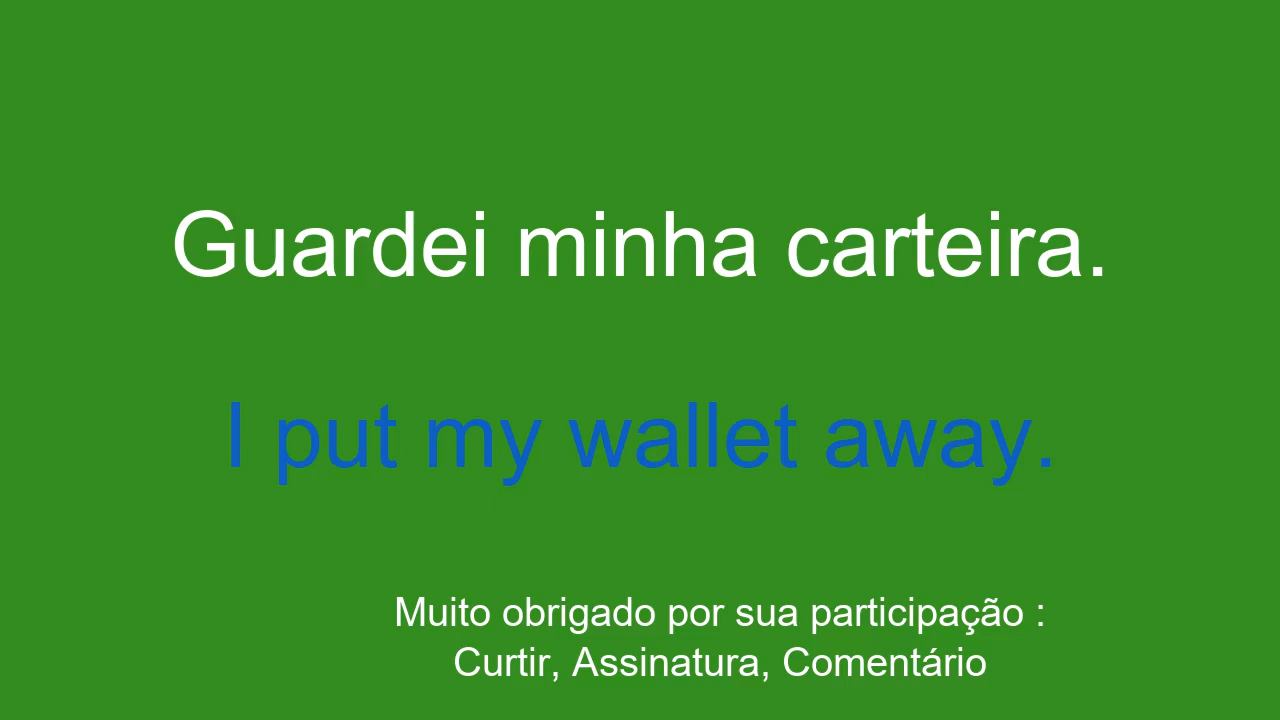 Guardei minha carteira.
I put my wallet away.
Muito obrigado por sua participação :
Curtir, Assinatura, Comentário